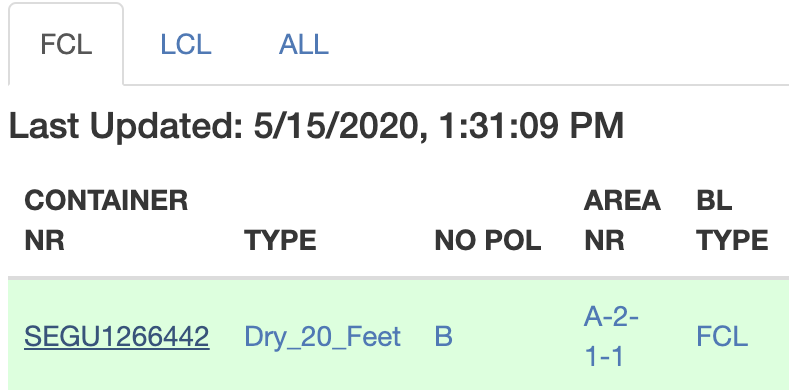 FCL LCL ALL
Last Updated: 5/15/2020, 1:31:09 PM
CONTAINER AREA BL
NR TYPE NO POL NR TYPE
A-2-
SEGU1266442 Dry_20_Feet B FCL
1-1